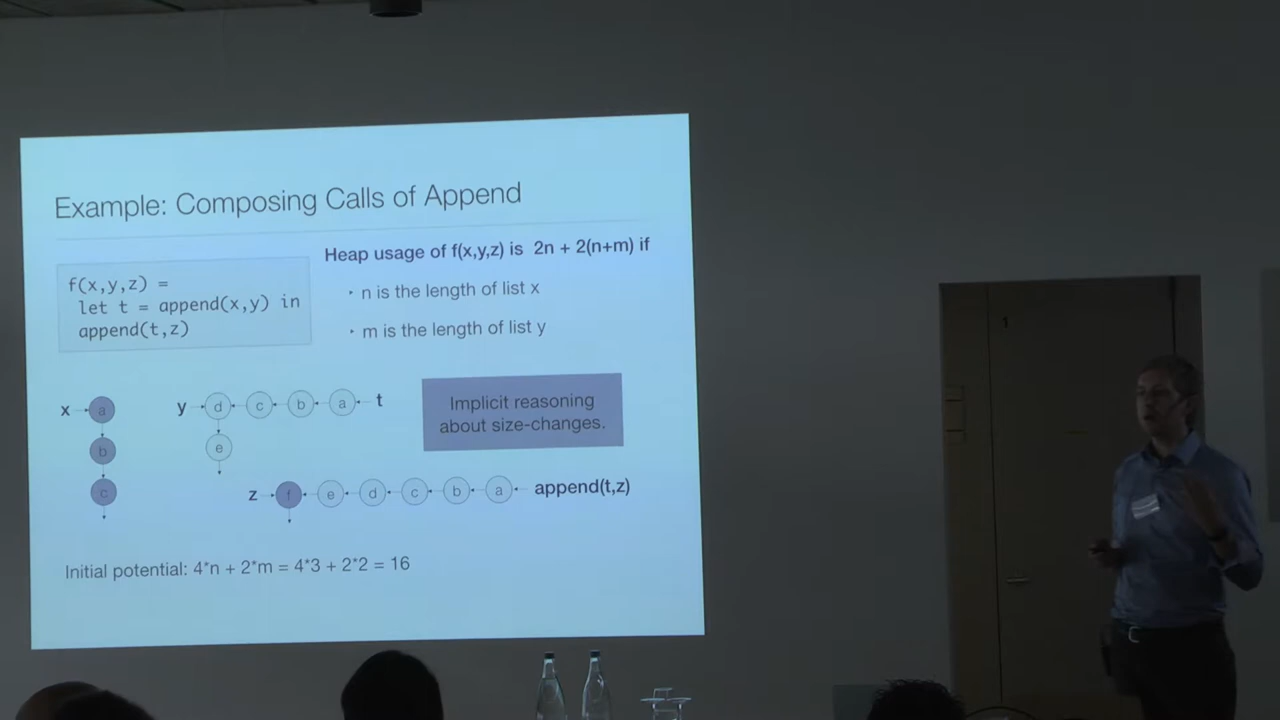 Example: Composing Calls of Append
Heap usage of f(x,y,z) is 2n + 2(n+m) if
f(x,y,z) =
let t = append(x,y) in
append(t,z)
· n is the length of list x
· m is the length of list y
x a
b
c
y d c b a t
e
Implicit reasoning
about size-changes.
z f e d c b a append(t,z)
Initial potential: 4*n + 2*m = 4*3 + 2*2 = 16